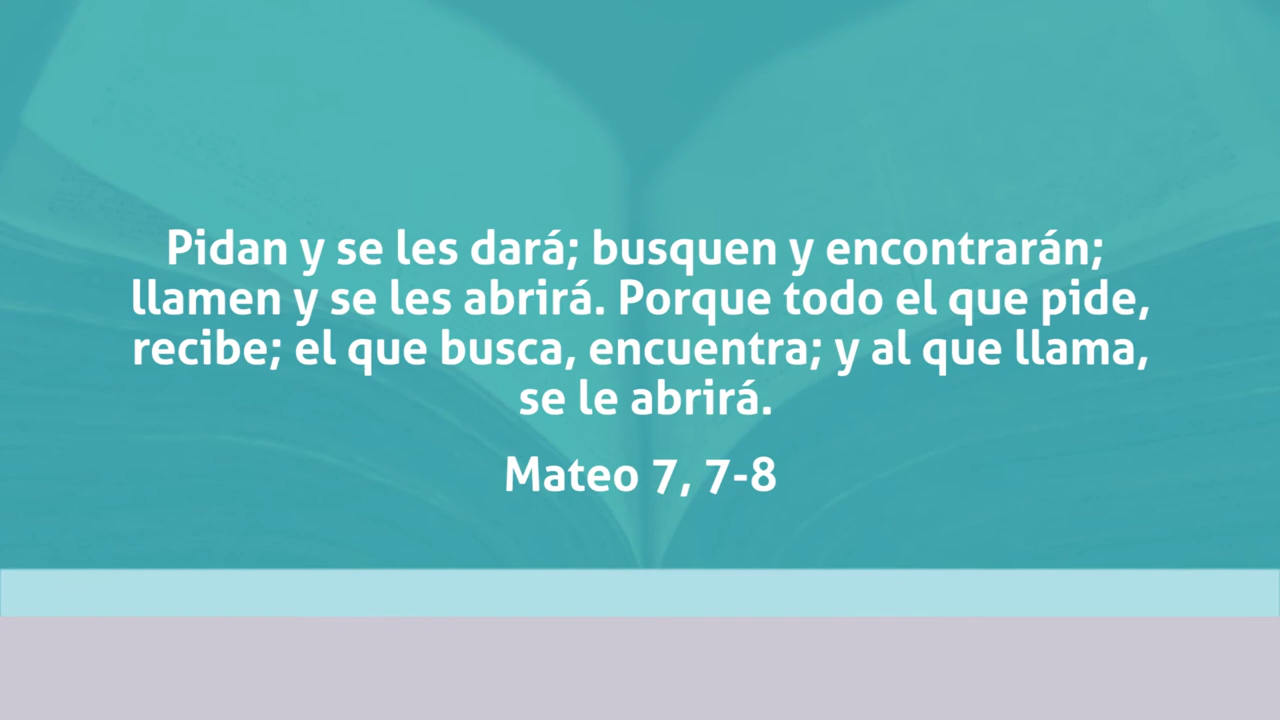 Pidan y se les dará; busquen y encontrarán;
llamen y se les abrirá. Porque todo el que pide,
recibe; el que busca, encuentra; y al que llama,
se le abrirá.
Mateo 7, 7-8